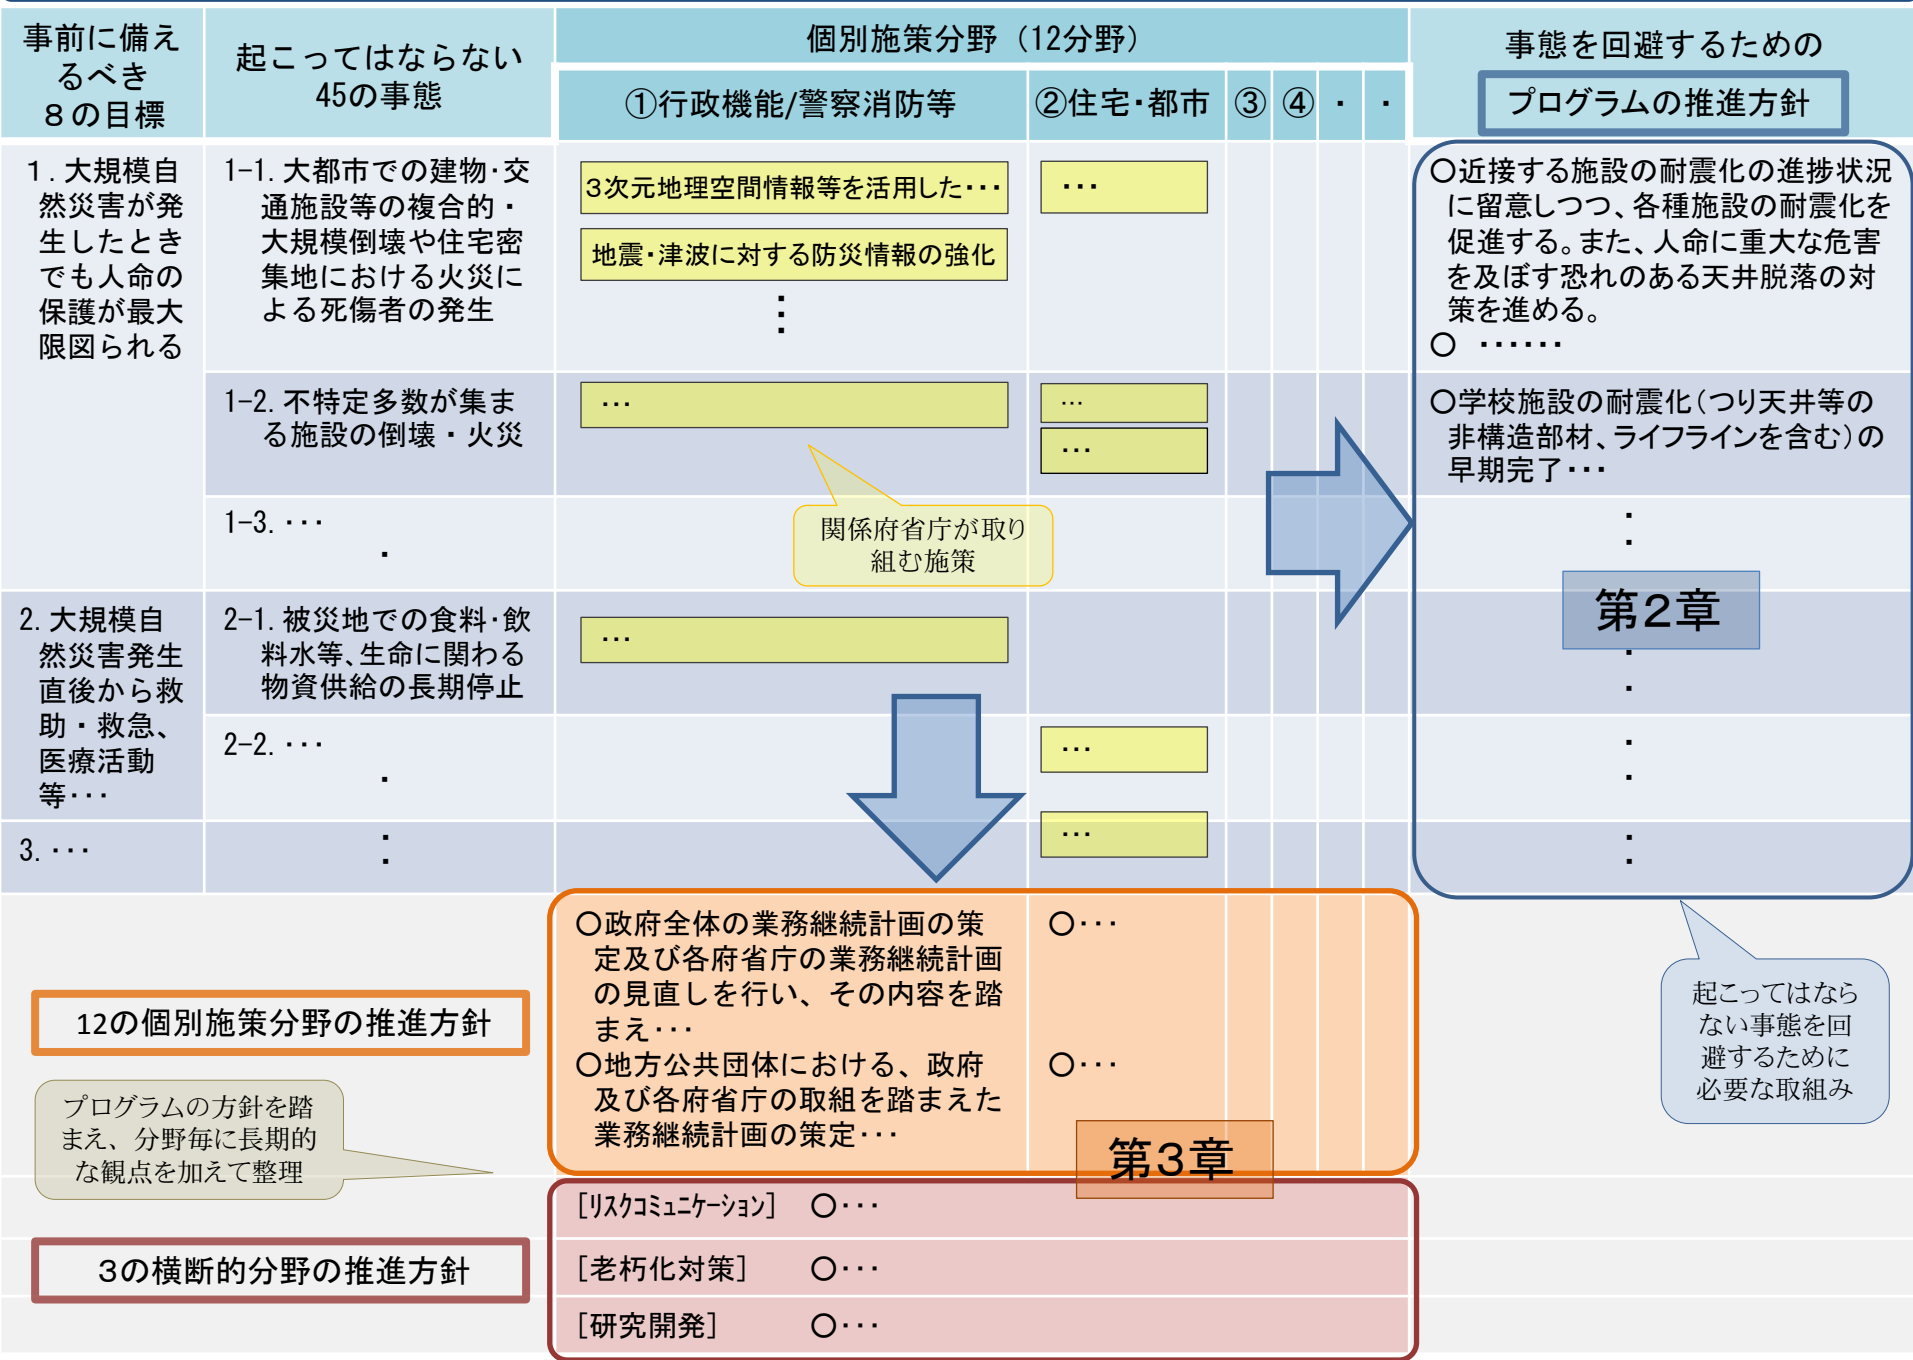 事前に備え
るべき
８の目標
起こってはならない
45の事態
個別施策分野（12分野）
①行政機能/警察消防等
②住宅・都市
③
④
・
・
事態を回避するための
プログラムの推進方針
1．大規模自
然災害が発
生したとき
でも人命の
保護が最大
限図られる
1-1. 大都市での建物・交
通施設等の複合的・
大規模倒壊や住宅密
集地における火災に
よる死傷者の発生
３次元地理空間情報等を活用した・・・
地震・津波に対する防災情報の強化
・・・
○近接する施設の耐震化の進捗状況
に留意しつつ、各種施設の耐震化を
促進する。また、人命に重大な危害
を及ぼす恐れのある天井脱落の対
策を進める。
○ ・・・・・・
1-2. 不特定多数が集ま
る施設の倒壊・火災
・・・
・・・
・・・
○学校施設の耐震化（つり天井等の
非構造部材、ライフラインを含む）の
早期完了・・・
関係府省庁が取り
組む施策
1-3. ・・・
第２章
2. 大規模自
然災害発生
直後から救
助・救急、
医療活動
等・・・
2-1. 被災地での食料・飲
料水等、生命に関わる
物資供給の長期停止
・・・
2-2. ・・・
・・・
3. ・・・
・・・
12の個別施策分野の推進方針
○政府全体の業務継続計画の策
定及び各府省庁の業務継続計画
の見直しを行い、その内容を踏
まえ・・・
○地方公共団体における、政府
及び各府省庁の取組を踏まえた
業務継続計画の策定・・・
○・・・
○・・・
第３章
起こってはなら
ない事態を回
避するために
必要な取組み
プログラムの方針を踏
まえ、分野毎に長期的
な観点を加えて整理
3の横断的分野の推進方針
[ﾘｽｸｺﾐｭﾆｹｰｼｮﾝ] ○・・・
[老朽化対策] ○・・・
[研究開発] ○・・・